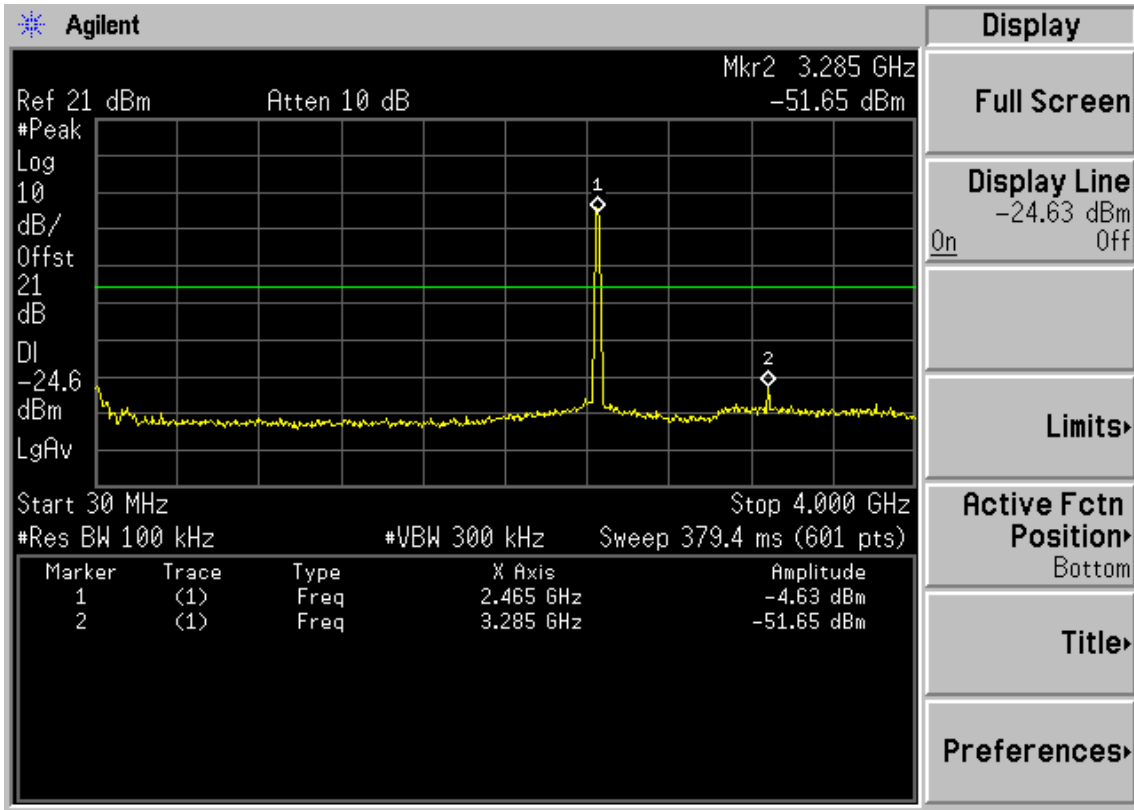 Agilent
Display
Mkr2 3.285 GHz
Ref 21 dBm Atten 10 dB -51.65 dBm
#Peak
Log
10
dB/
Offst
21
dB
DI
-24.6
dBm
LgAv
1
2
Start 30 MHz Stop 4.000 GHz
#Res BW 100 kHz #VBW 300 kHz Sweep 379.4 ms (601 pts)
Marker Trace Type X Axis Amplitude
1 (1) Freq 2.465 GHz -4.63 dBm
2 (1) Freq 3.285 GHz -51.65 dBm
Full Screen
Display Line
-24.63 dBm
On Off
Limits
Active Fctn
Position
Bottom
Title
Preferences